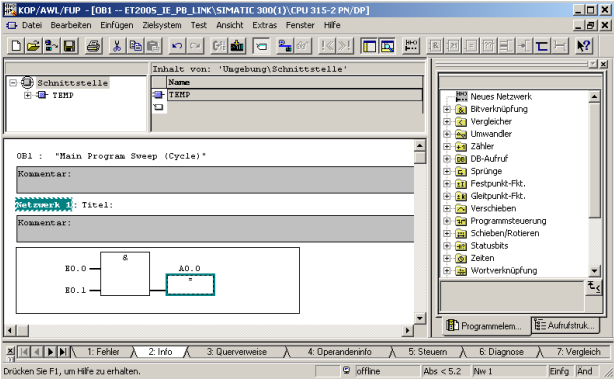 KOP/AWL/FUP - [OB1 -- ET200S_IE_PB_LINK\SIMATIC 300(1)\CPU 315-2 PN/DP]
Datei Bearbeiten Einfügen Zielsystem Test Ansicht Extras Fenster Hilfe
Inhalt von: 'Umgebung\Schnittstelle'
Schnittstelle
TEMP
Name
TEMP
OB1 : "Main Program Sweep (Cycle)"
Kommentar:
Netzwerk 1: Titel:
Kommentar:
&
E0.0
E0.1
A0.0
=
Neues Netzwerk
Bitverknüpfung
Vergleicher
Umwandler
Zähler
DB-Aufruf
Sprünge
Festpunkt-Fkt.
Gleitpunkt-Fkt.
Verschieben
Programmsteuerung
Schieben/Rotieren
Statusbits
Zeiten
Wortverknüpfung
Programmelem...
Aufrufstruk...
1: Fehler
2: Info
3: Querverweise
4: Operandeninfo
5: Steuern
6: Diagnose
7: Vergleich
Drücken Sie F1, um Hilfe zu erhalten.
offline
Abs < 5.2
Nw 1
Einfg
Änd